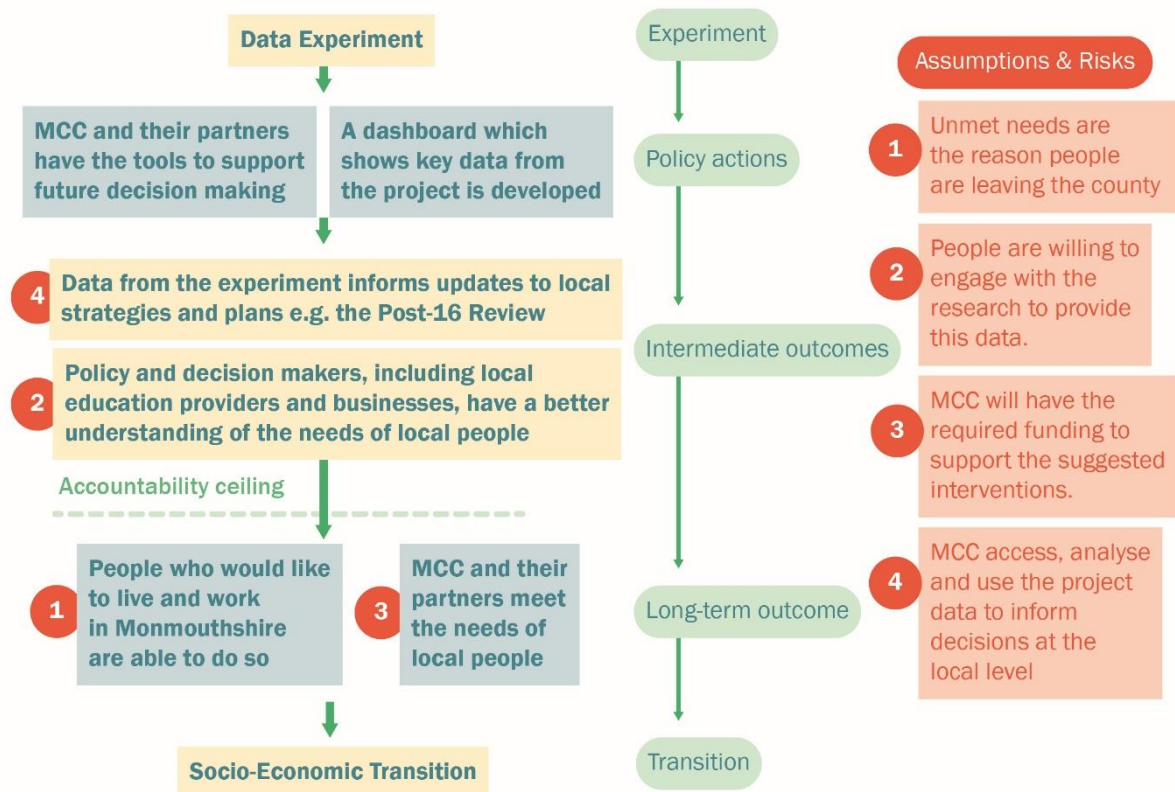 Data Experiment
MCC and their partners
have the tools to support
future decision making
A dashboard which
shows key data from
the project is developed
4
Data from the experiment informs updates to local
strategies and plans e.g. the Post-16 Review
2
Policy and decision makers, including local
education providers and businesses, have a better
understanding of the needs of local people
Accountability ceiling
1
People who would like
to live and work
in Monmouthshire
are able to do so
3
MCC and their
partners meet
the needs of
local people
Socio-Economic Transition
Experiment
Policy actions
Intermediate outcomes
Long-term outcome
Transition
Assumptions & Risks
1
Unmet needs are
the reason people
are leaving the county
2
People are willing to
engage with the
research to provide
this data.
3
MCC will have the
required funding to
support the suggested
interventions.
4
MCC access, analyse
and use the project
data to inform
decisions at the
local level